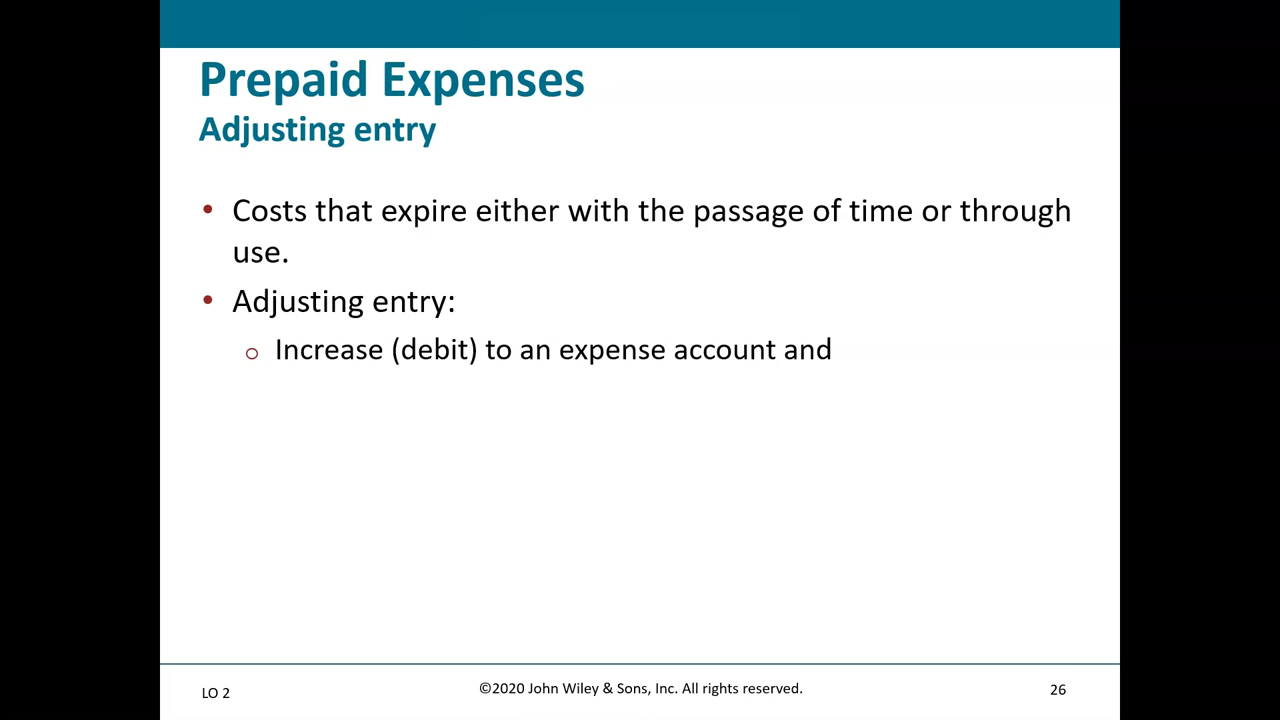 Prepaid Expenses
Adjusting entry
• Costs that expire either with the passage of time or through
use.
• Adjusting entry:
o Increase (debit) to an expense account and
LO 2
©2020 John Wiley & Sons, Inc. All rights reserved.
26